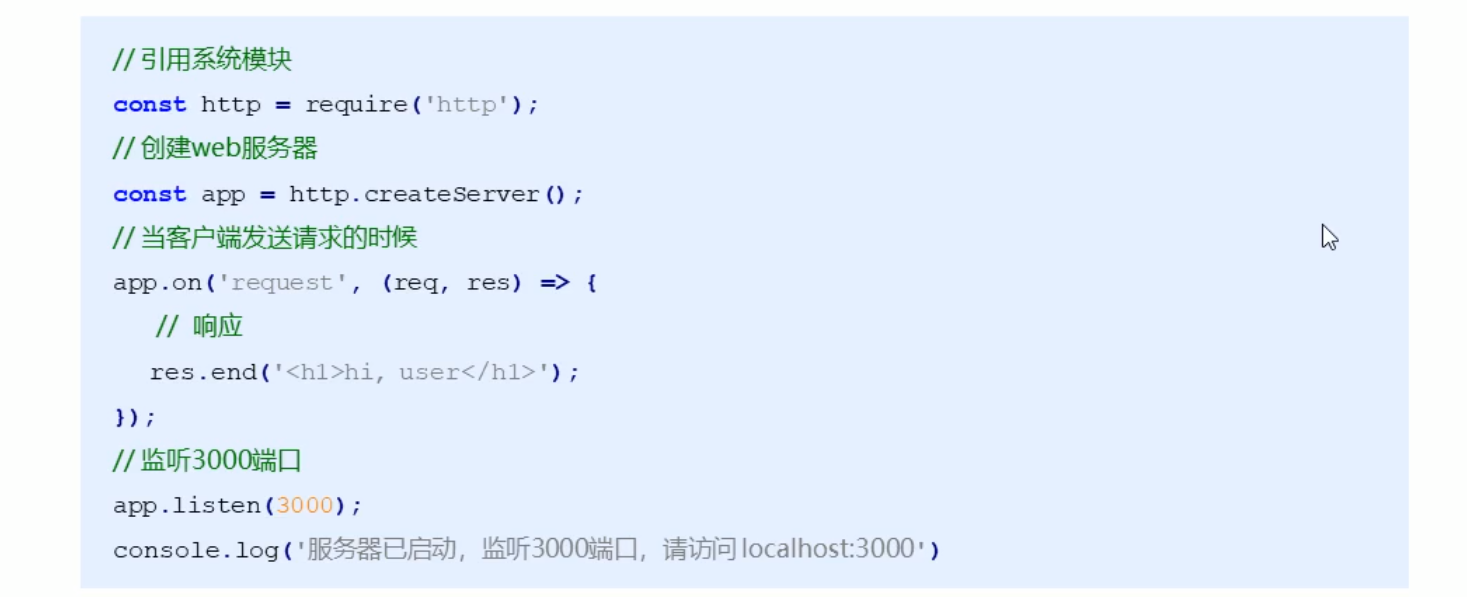 // 引用系统模块
const http = require('http');
// 创建web服务器
const app = http.createServer();
// 当客户端发送请求的时候
app.on('request', (req, res) => {
// 响应
res.end('<h1>hi, user</h1>');
});
// 监听3000端口
app.listen(3000);
console.log('服务器已启动，监听3000端口，请访问 localhost:3000')